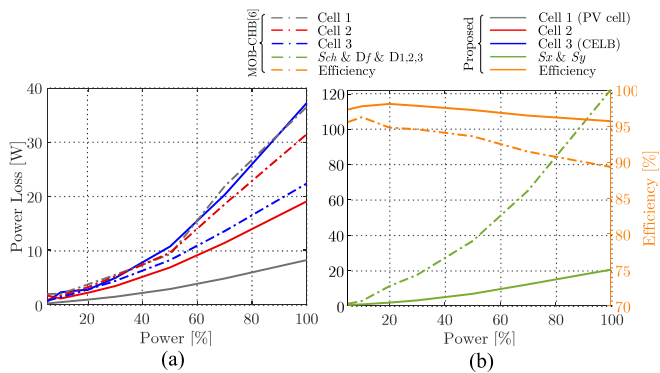 MOB-CHB[6]
Cell 1
Cell 2
Cell 3
Sch & Df & D1,2,3
Efficiency
Proposed
Cell 1 (PV cell)
Cell 2
Cell 3 (CELB)
Sx & Sy
Efficiency
Power Loss [W]
40
30
20
10
0
20
40
60
80
100
Power [%]
(a)
120
100
80
60
40
20
0
20
40
60
80
100
Power [%]
(b)
100
95
90
85
80
75
70
Efficiency [%]